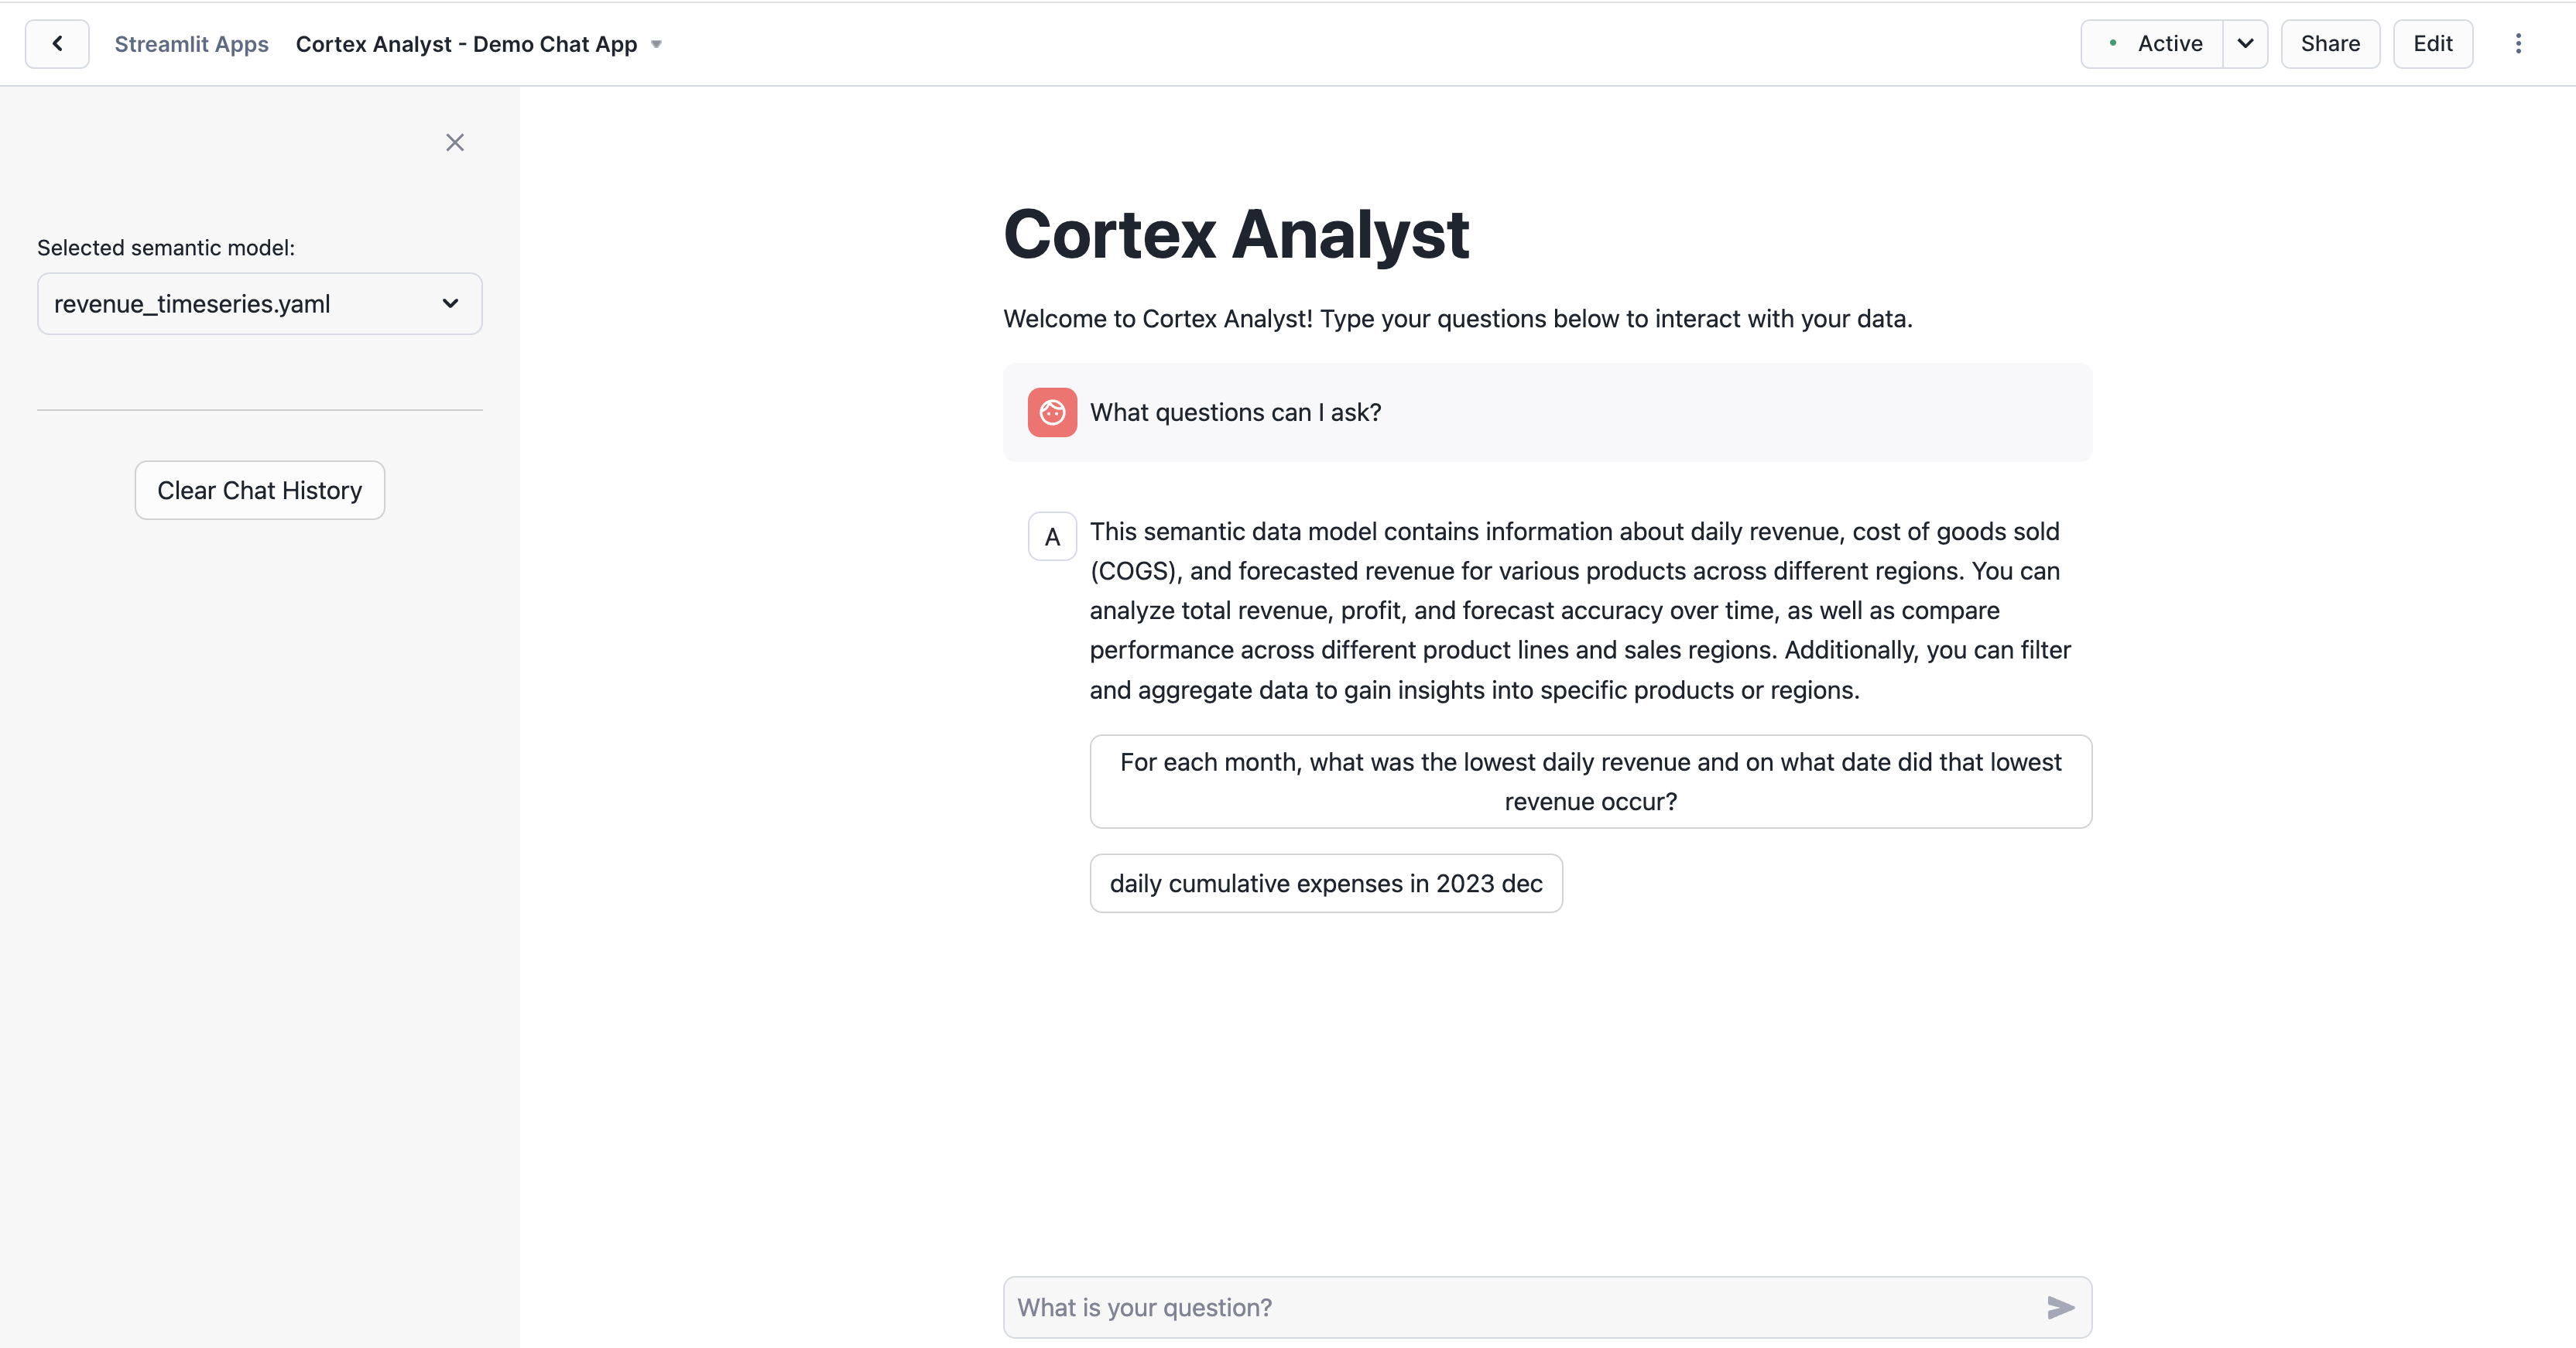 Streamlit Apps Cortex Analyst - Demo Chat App
Active Share Edit
Selected semantic model:
revenue_timeseries.yaml
Clear Chat History
Cortex Analyst
Welcome to Cortex Analyst! Type your questions below to interact with your data.
What questions can I ask?
A
This semantic data model contains information about daily revenue, cost of goods sold
(COGS), and forecasted revenue for various products across different regions. You can
analyze total revenue, profit, and forecast accuracy over time, as well as compare
performance across different product lines and sales regions. Additionally, you can filter
and aggregate data to gain insights into specific products or regions.
For each month, what was the lowest daily revenue and on what date did that lowest
revenue occur?
daily cumulative expenses in 2023 dec
What is your question?